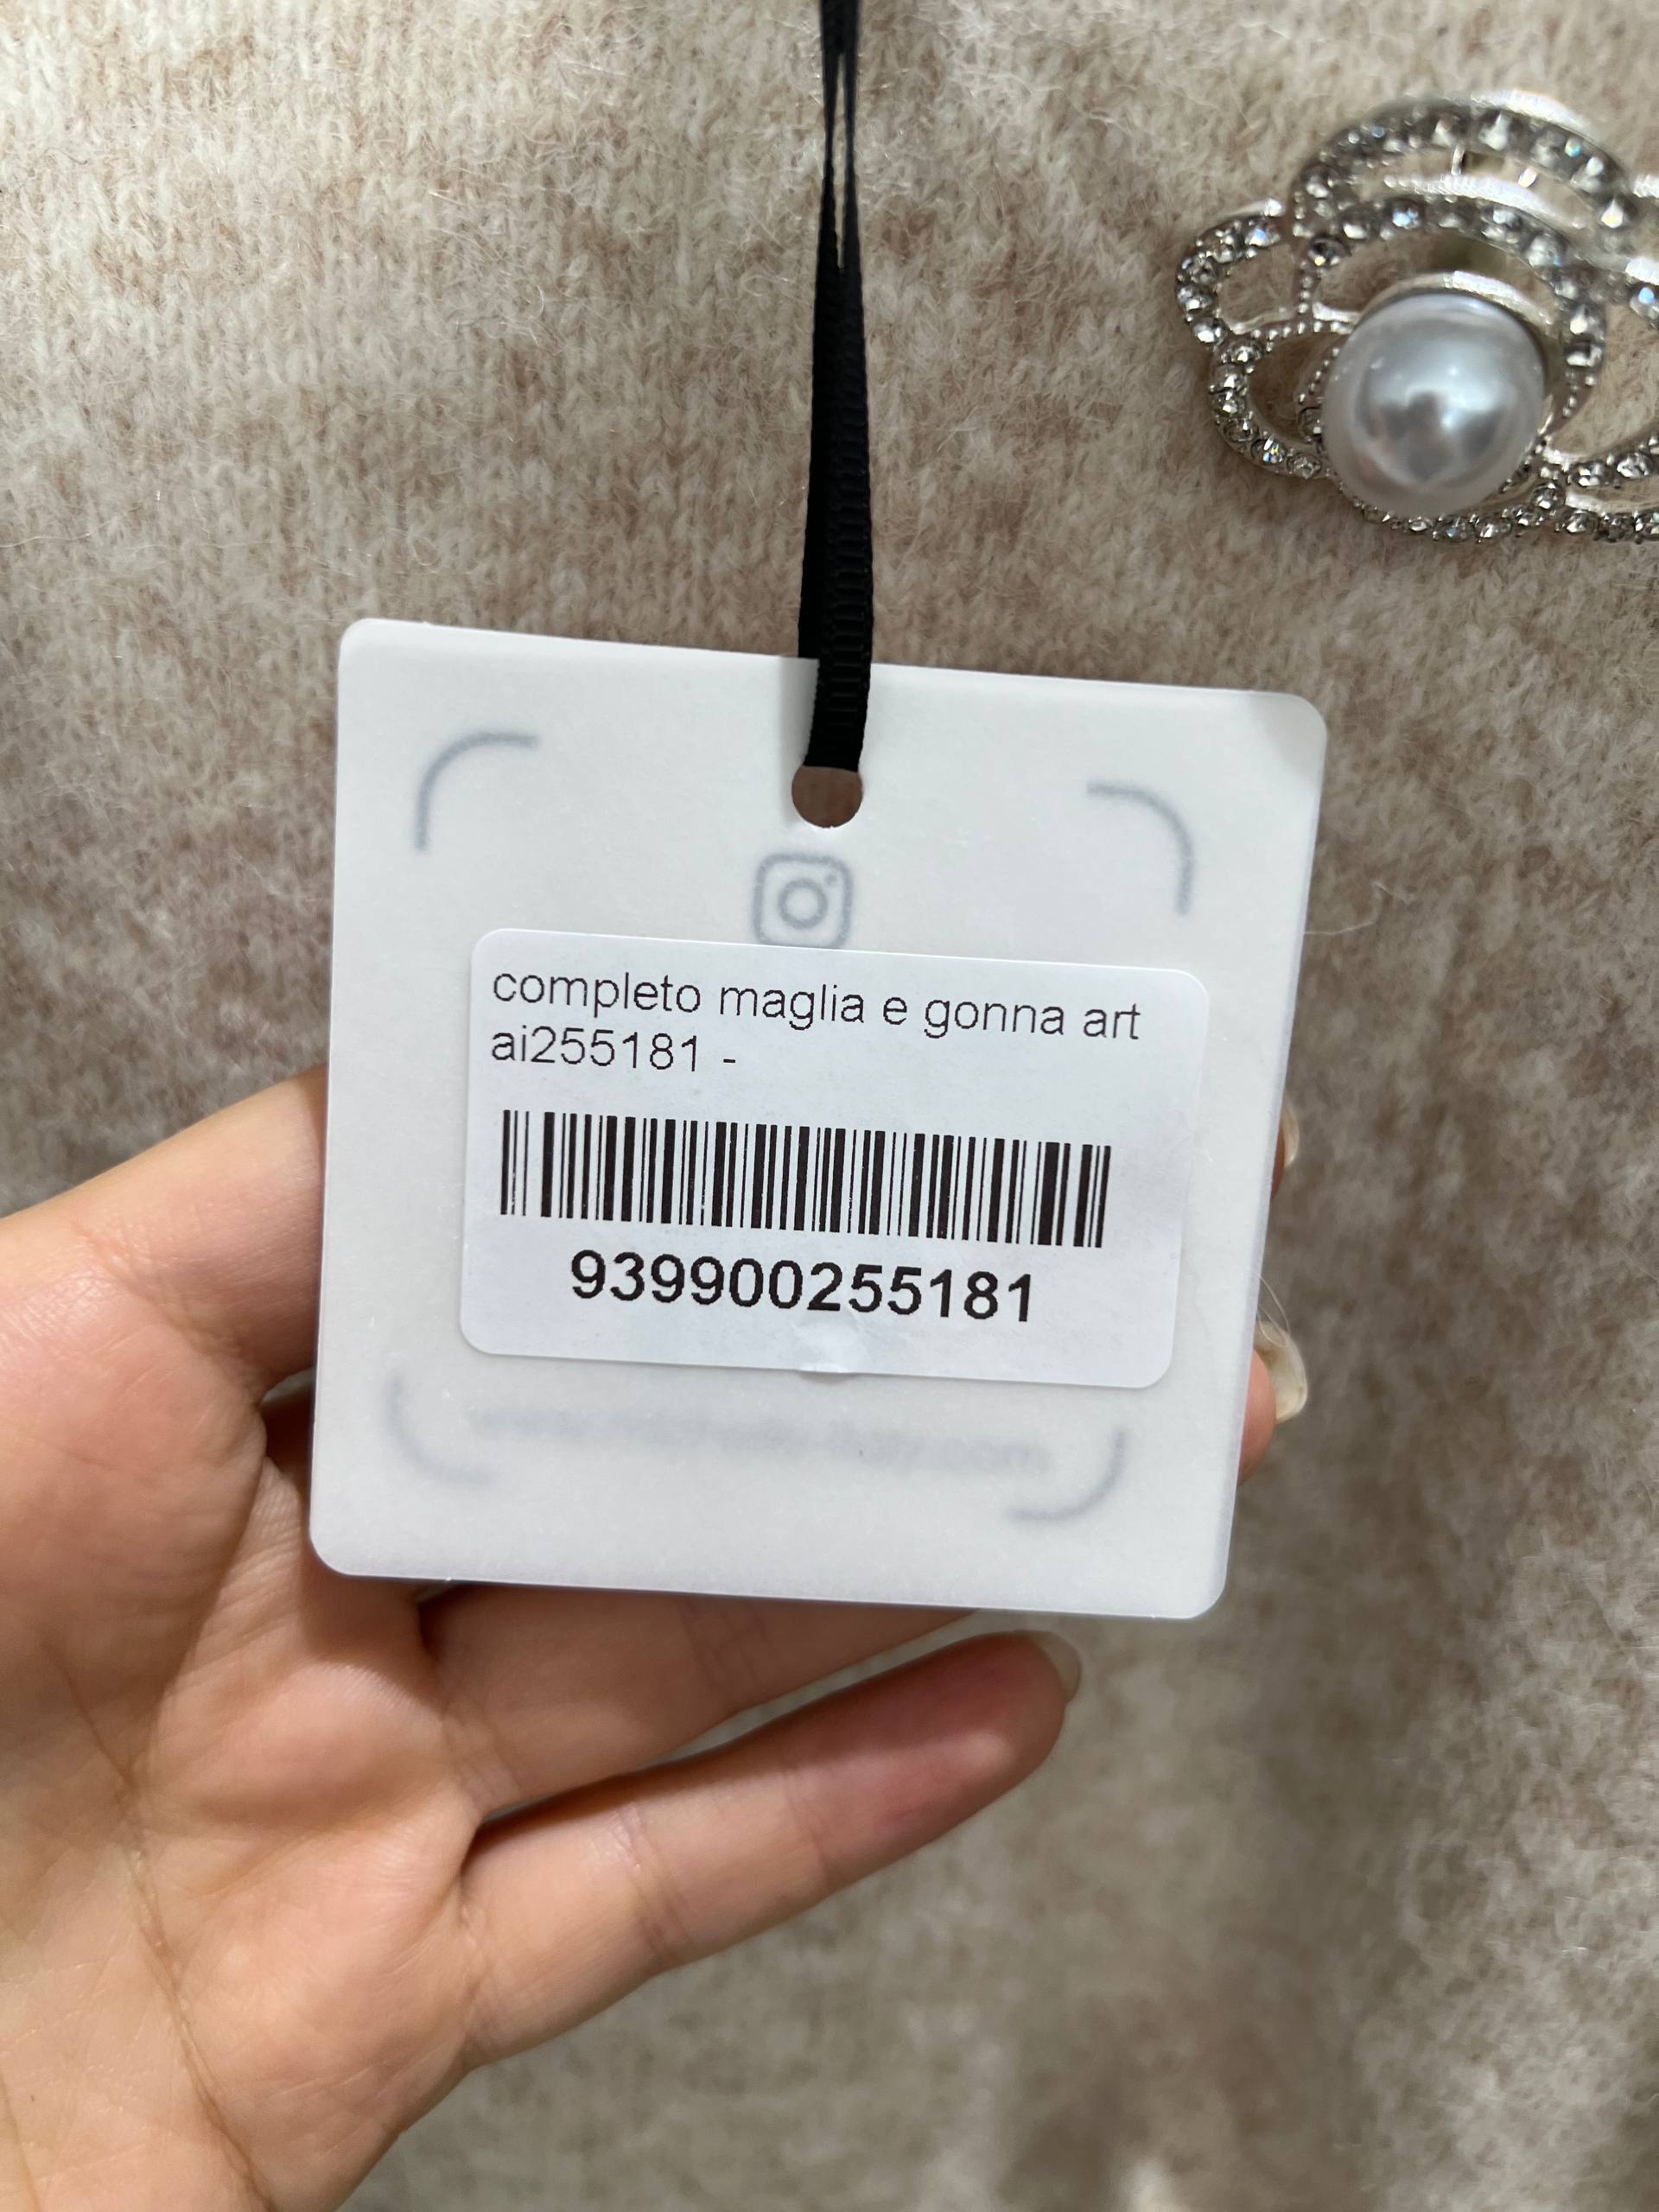 completo maglia e gonna art
ai255181 -
939900255181